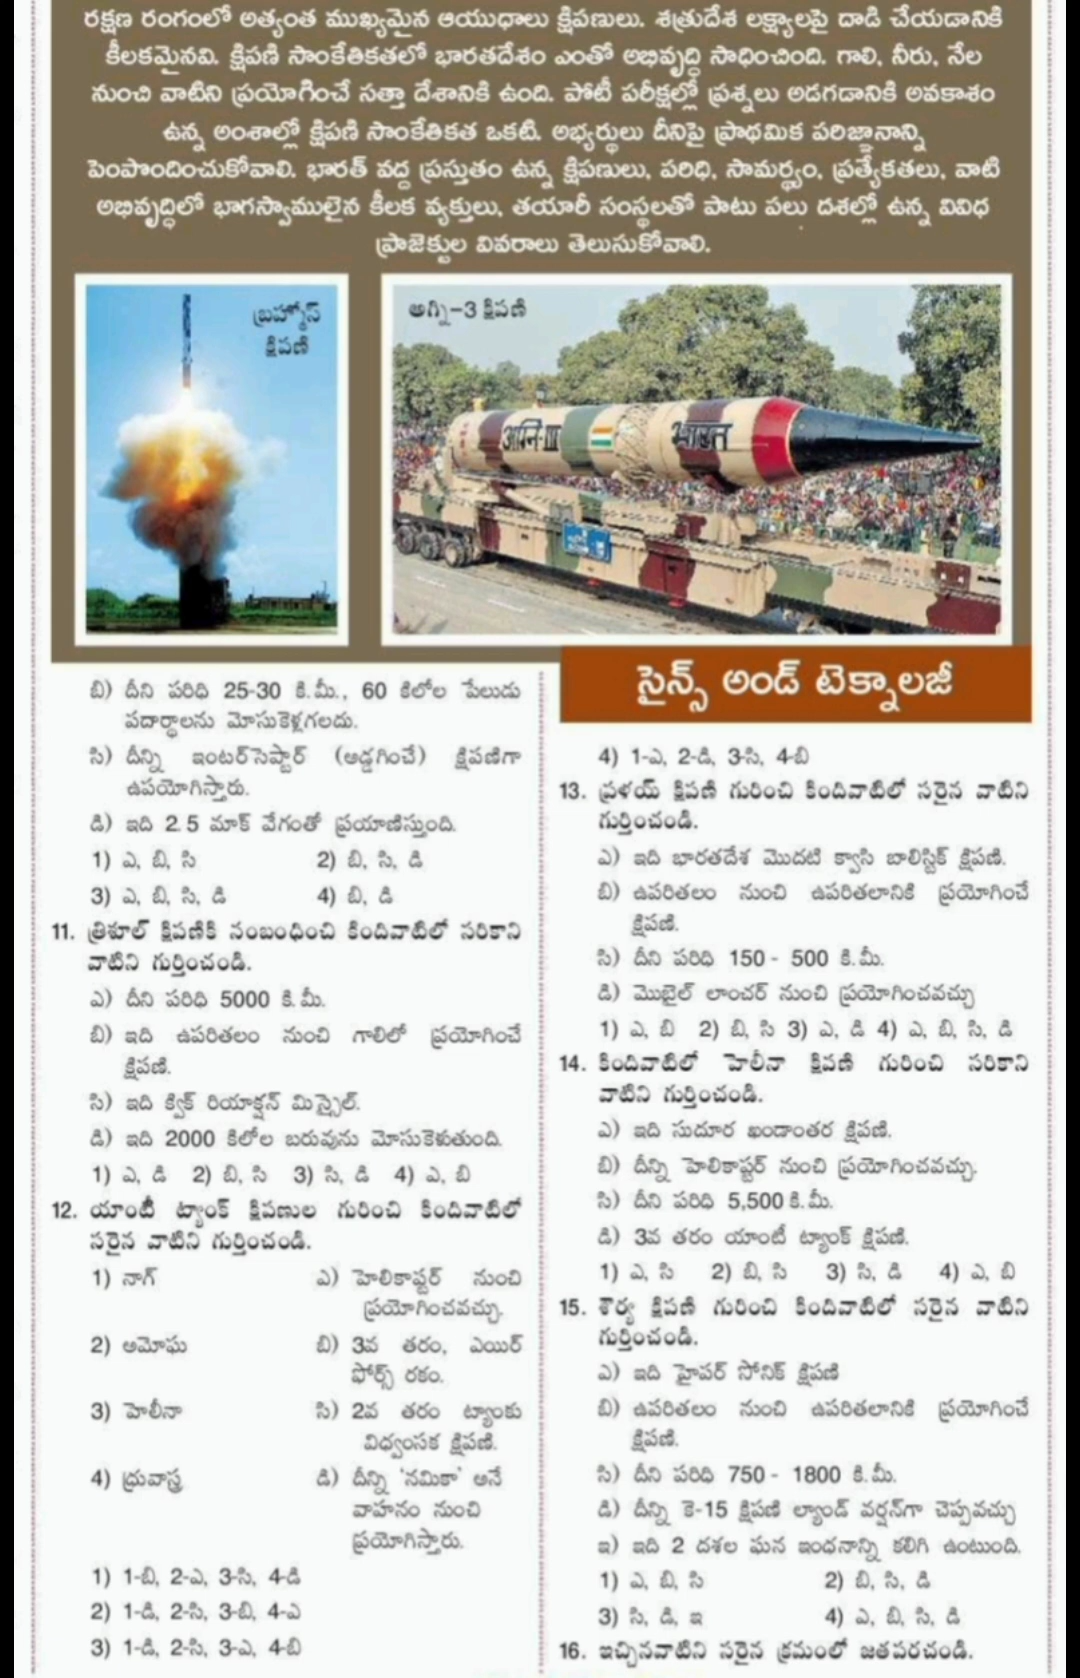 రక్షణ రంగంలో అత్యంత ముఖ్యమైన ఆయుధాలు క్షిపణులు. శత్రుదేశ లక్ష్యాలపై దాడి చేయడానికి
కీలకమైనవి. క్షిపణి సాంకేతికతలో భారతదేశం ఎంతో అభివృద్ధి సాధించింది. గాలి, నీరు, నేల
నుంచి వాటిని ప్రయోగించే సత్తా దేశానికి ఉంది. పోటీ పరీక్షల్లో ప్రశ్నలు అడగడానికి అవకాశం
ఉన్న అంశాల్లో క్షిపణి సాంకేతికత ఒకటి. అభ్యర్థులు దీనిపై ప్రాథమిక పరిజ్ఞానాన్ని
పెంపొందించుకోవాలి. భారత్ వద్ద ప్రస్తుతం ఉన్న క్షిపణులు, పరిధి, సామర్థ్యం, ప్రత్యేకతలు, వాటి
అభివృద్ధిలో భాగస్వాములైన కీలక వ్యక్తులు, తయారీ సంస్థలతో పాటు పలు దశల్లో ఉన్న వివిధ
ప్రాజెక్టుల వివరాలు తెలుసుకోవాలి.
బ్రహ్మోస్
క్షిపణి
అగ్ని-3 క్షిపణి
अग्नि-III
भारत
బి) దీని పరిధి 25-30 కి.మీ., 60 కిలోల పేలుడు
పదార్థాలను మోసుకెళ్లగలదు.
సి) దీన్ని ఇంటర్‌సెప్టార్ (అడ్డగించే) క్షిపణిగా
ఉపయోగిస్తారు.
డి) ఇది 2.5 మాక్ వేగంతో ప్రయాణిస్తుంది.
1) ఎ, బి, సి 2) బి, సి, డి
3) ఎ, బి, సి, డి 4) బి, డి
11. త్రిశూల్ క్షిపణికి సంబంధించి కిందివాటిలో సరికాని
వాటిని గుర్తించండి.
ఎ) దీని పరిధి 5000 కి.మీ.
బి) ఇది ఉపరితలం నుంచి గాలిలో ప్రయోగించే
క్షిపణి.
సి) ఇది క్విక్ రియాక్షన్ మిస్సైల్.
డి) ఇది 2000 కిలోల బరువును మోసుకెళుతుంది.
1) ఎ, డి 2) బి, సి 3) సి, డి 4) ఎ, బి
12. యాంటీ ట్యాంక్ క్షిపణుల గురించి కిందివాటిలో
సరైన వాటిని గుర్తించండి.
1) నాగ్ ఎ) హెలికాప్టర్ నుంచి
ప్రయోగించవచ్చు.
2) అమోఘ బి) 3వ తరం, ఎయిర్
ఫోర్స్ రకం.
3) హెలీనా సి) 2వ తరం ట్యాంకు
విధ్వంసక క్షిపణి.
4) ధ్రువాస్త్ర డి) దీన్ని 'నమికా' అనే
వాహనం నుంచి
ప్రయోగిస్తారు.
1) 1-బి, 2-ఎ, 3-సి, 4-డి
2) 1-డి, 2-సి, 3-బి, 4-ఎ
3) 1-డి, 2-సి, 3-ఎ, 4-బి
సైన్స్ అండ్ టెక్నాలజీ
4) 1-ఎ, 2-డి, 3-సి, 4-బి
13. ప్రళయ్ క్షిపణి గురించి కిందివాటిలో సరైన వాటిని
గుర్తించండి.
ఎ) ఇది భారతదేశ మొదటి క్వాసి బాలిస్టిక్ క్షిపణి.
బి) ఉపరితలం నుంచి ఉపరితలానికి ప్రయోగించే
క్షిపణి.
సి) దీని పరిధి 150 - 500 కి.మీ.
డి) మొబైల్ లాంచర్ నుంచి ప్రయోగించవచ్చు
1) ఎ, బి 2) బి, సి 3) ఎ, డి 4) ఎ, బి, సి, డి
14. కిందివాటిలో హెలీనా క్షిపణి గురించి సరికాని
వాటిని గుర్తించండి.
ఎ) ఇది సుదూర ఖండాంతర క్షిపణి.
బి) దీన్ని హెలికాప్టర్ నుంచి ప్రయోగించవచ్చు.
సి) దీని పరిధి 5,500 కి.మీ.
డి) 3వ తరం యాంటీ ట్యాంక్ క్షిపణి.
1) ఎ, సి 2) బి, సి 3) సి, డి 4) ఎ, బి
15. శౌర్య క్షిపణి గురించి కిందివాటిలో సరైన వాటిని
గుర్తించండి.
ఎ) ఇది హైపర్ సోనిక్ క్షిపణి
బి) ఉపరితలం నుంచి ఉపరితలానికి ప్రయోగించే
క్షిపణి.
సి) దీని పరిధి 750 - 1800 కి.మీ.
డి) దీన్ని కె-15 క్షిపణి ల్యాండ్ వర్షన్‌గా చెప్పవచ్చు
ఇ) ఇది 2 దశల ఘన ఇంధనాన్ని కలిగి ఉంటుంది.
1) ఎ, బి, సి 2) బి, సి, డి
3) సి, డి, ఇ 4) ఎ, బి, సి, డి
16. ఇచ్చినవాటిని సరైన క్రమంలో జతపరచండి.